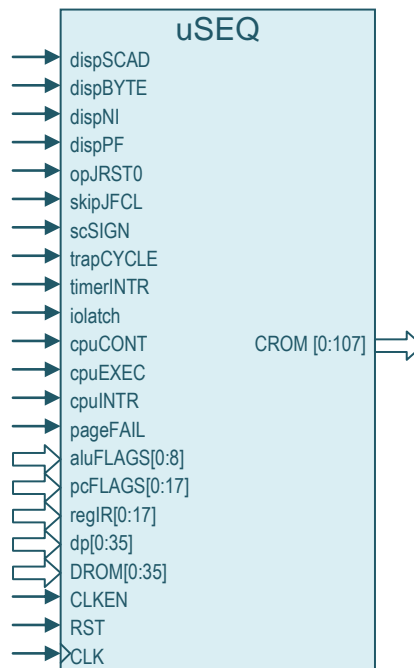 uSEQ
dispSCAD
dispBYTE
dispNI
dispPF
opJRST0
skipJFCL
scSIGN
trapCYCLE
timerINTR
iolatch
cpuCONT CROM [0:107]
cpuEXEC
cpuINTR
pageFAIL
aluFLAGS[0:8]
pcFLAGS[0:17]
regIR[0:17]
dp[0:35]
DROM[0:35]
CLKEN
RST
CLK